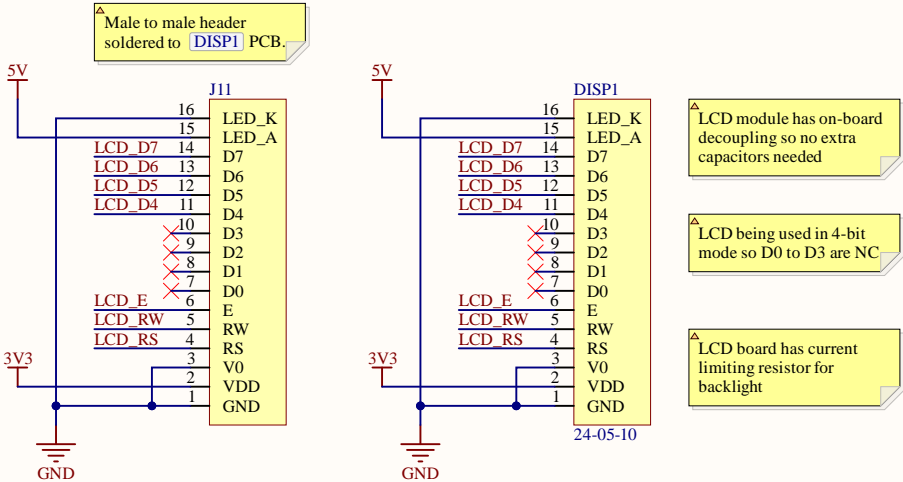 Male to male header
soldered to DISP1 PCB.
5V
J11
16 LED_K
15 LED_A
LCD_D7 14 D7
LCD_D6 13 D6
LCD_D5 12 D5
LCD_D4 11 D4
10 D3
9 D2
8 D1
7 D0
LCD_E 6 E
LCD_RW 5 RW
LCD_RS 4 RS
3 V0
3V3 2 VDD
1 GND
GND
5V
DISP1
16 LED_K
15 LED_A
LCD_D7 14 D7
LCD_D6 13 D6
LCD_D5 12 D5
LCD_D4 11 D4
10 D3
9 D2
8 D1
7 D0
LCD_E 6 E
LCD_RW 5 RW
LCD_RS 4 RS
3 V0
3V3 2 VDD
1 GND
24-05-10
GND
LCD module has on-board
decoupling so no extra
capacitors needed
LCD being used in 4-bit
mode so D0 to D3 are NC
LCD board has current
limiting resistor for
backlight